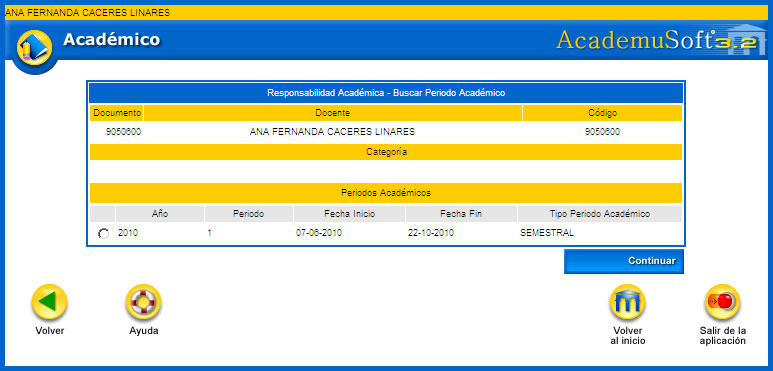 ANA FERNANDA CACERES LINARES
Académico
AcademuSoft 3.2
Responsabilidad Académica - Buscar Periodo Académico
Documento Docente Código
9050600 ANA FERNANDA CACERES LINARES 9050600
Categoría
Periodos Académicos
Año Periodo Fecha Inicio Fecha Fin Tipo Periodo Académico
2010 1 07-06-2010 22-10-2010 SEMESTRAL
Continuar
Volver Ayuda Volver Salir de la
al inicio aplicación